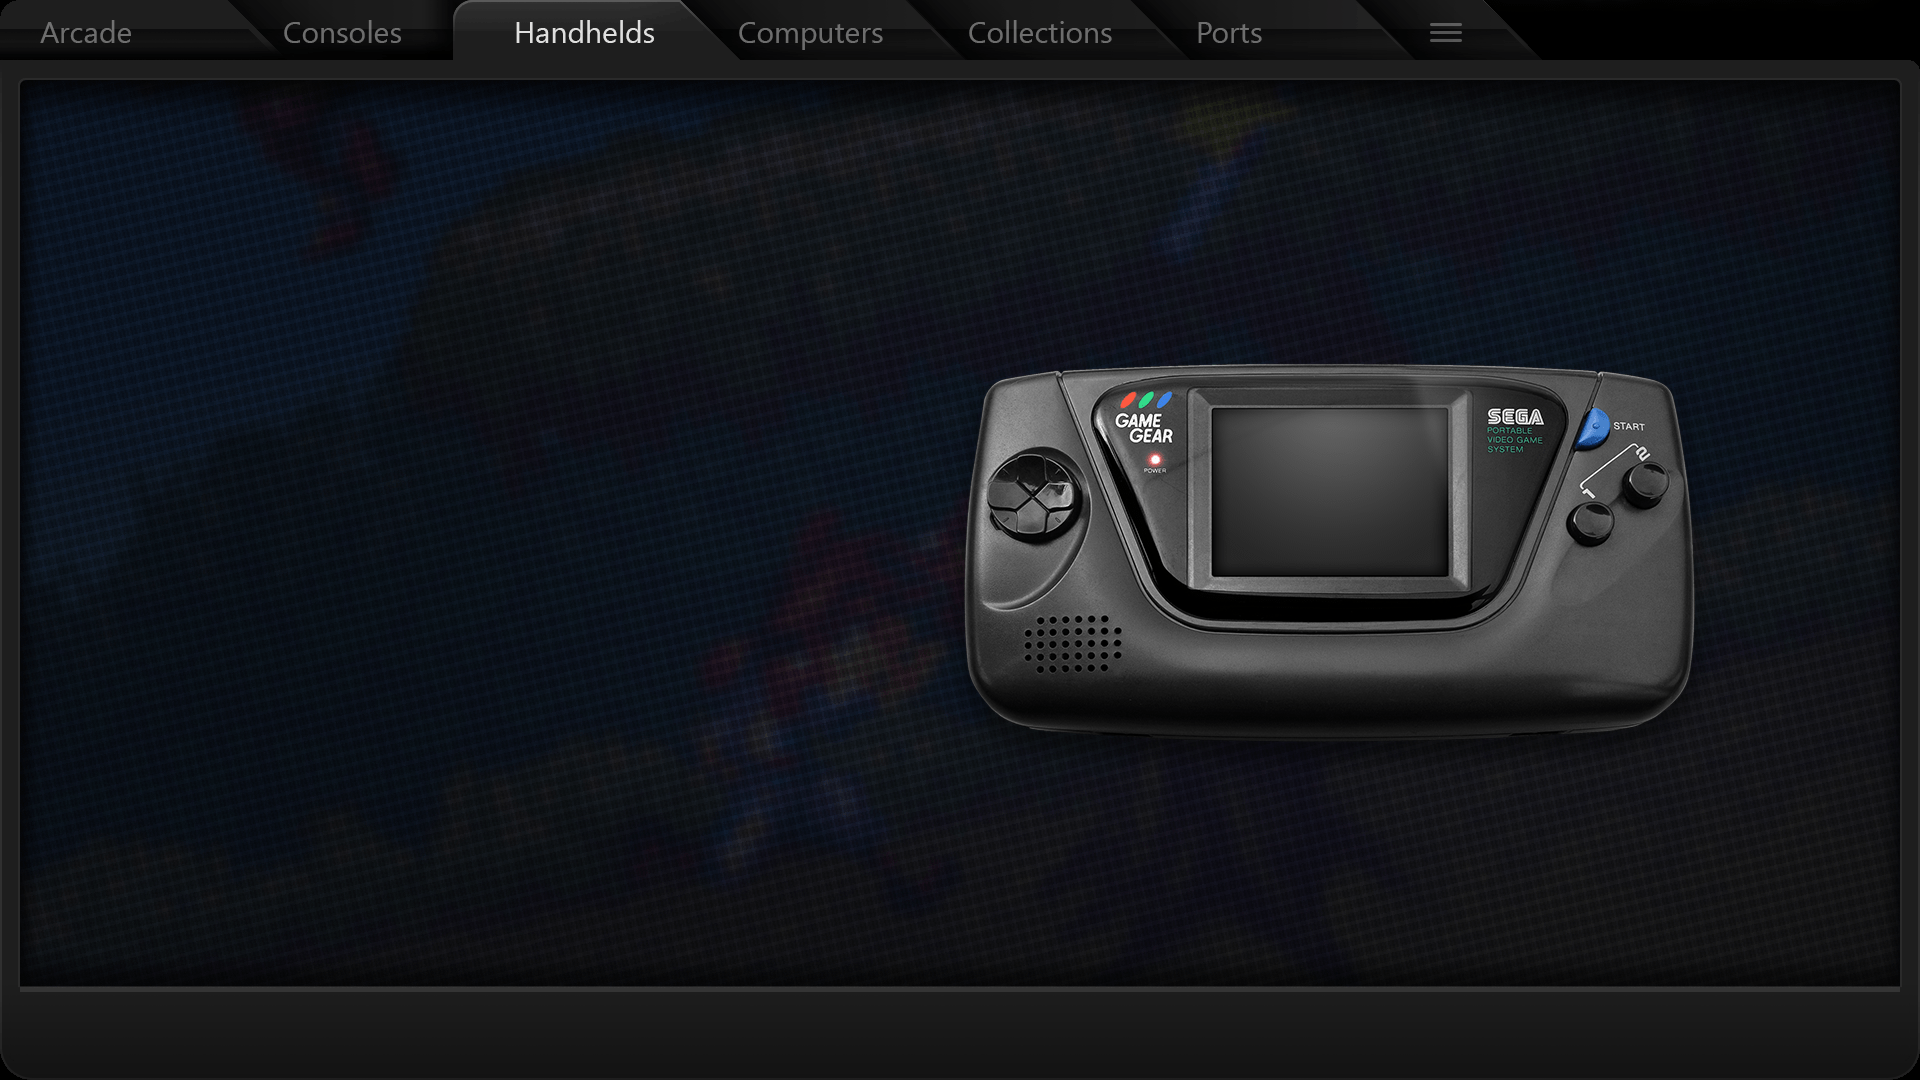 Arcade
Consoles
Handhelds
Computers
Collections
Ports
GAME
GEAR
POWER
SEGA
PORTABLE
VIDEO GAME
SYSTEM
START
2
1